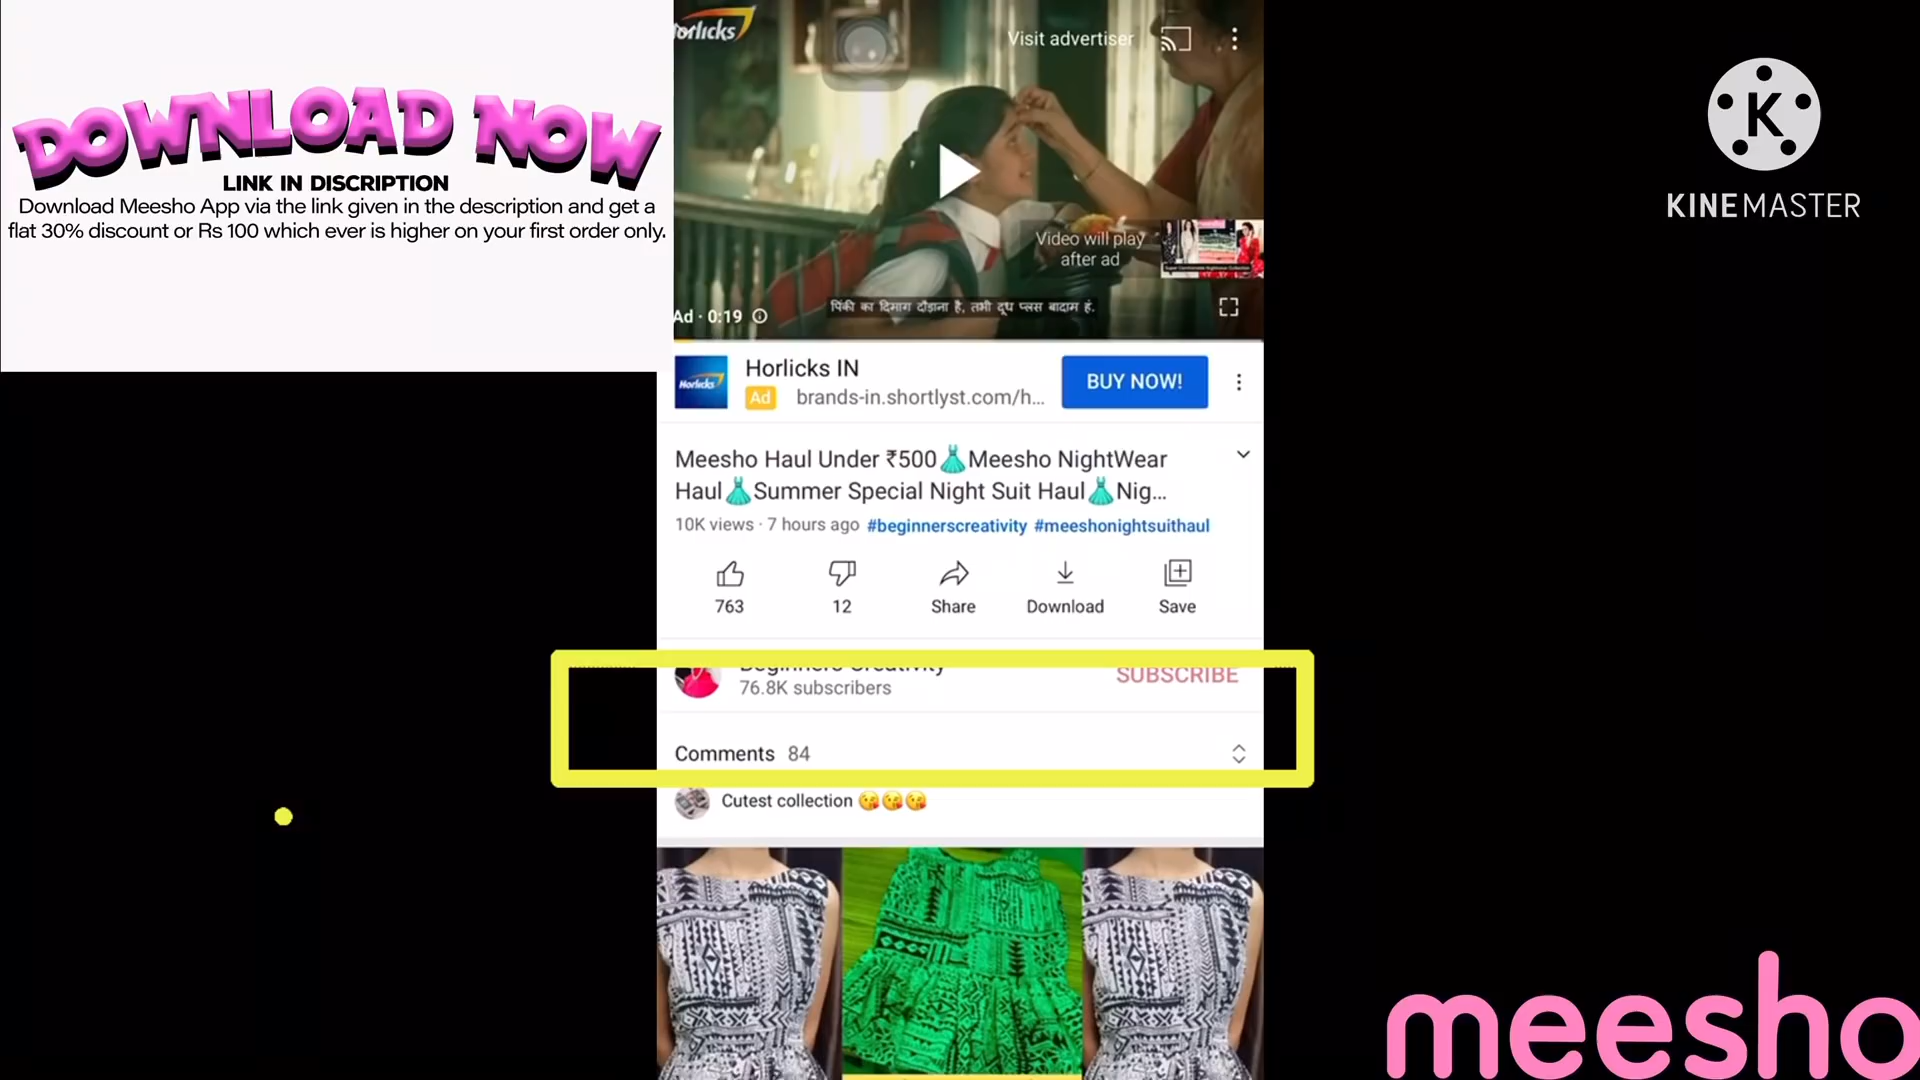 DOWNLOAD NOW
LINK IN DISCRIPTION
Download Meesho App via the link given in the description and get a
flat 30% discount or Rs 100 which ever is higher on your first order only.
Horlicks
Visit advertiser
Video will play
after ad
पिंकी का दिमाग दौड़ाना है, तभी दूध प्लस बादाम हं.
Ad · 0:19
Horlicks
Horlicks IN
Ad brands-in.shortlyst.com/h...
BUY NOW!
Meesho Haul Under ₹500👗Meesho NightWear
Haul👗Summer Special Night Suit Haul👗Nig...
10K views · 7 hours ago #beginnerscreativity #meeshonightsuithaul
763
12
Share
Download
Save
Beginners Creativity
76.8K subscribers
SUBSCRIBE
Comments 84
Cutest collection 😘😘😘
K
KINEMASTER
meesho